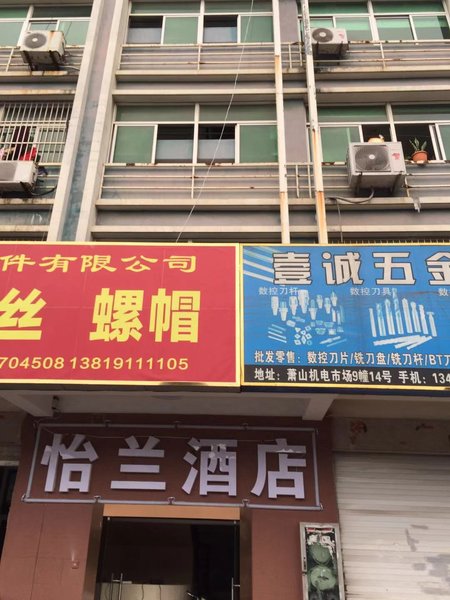 件有限公司
丝 螺帽
704508 13819111105
壹诚五金
数控刀杆 数控刀具 数
批发零售：数控刀片/铣刀盘/铣刀杆/BT刀
地址：萧山机电市场9幢14号 手机：134
怡兰酒店